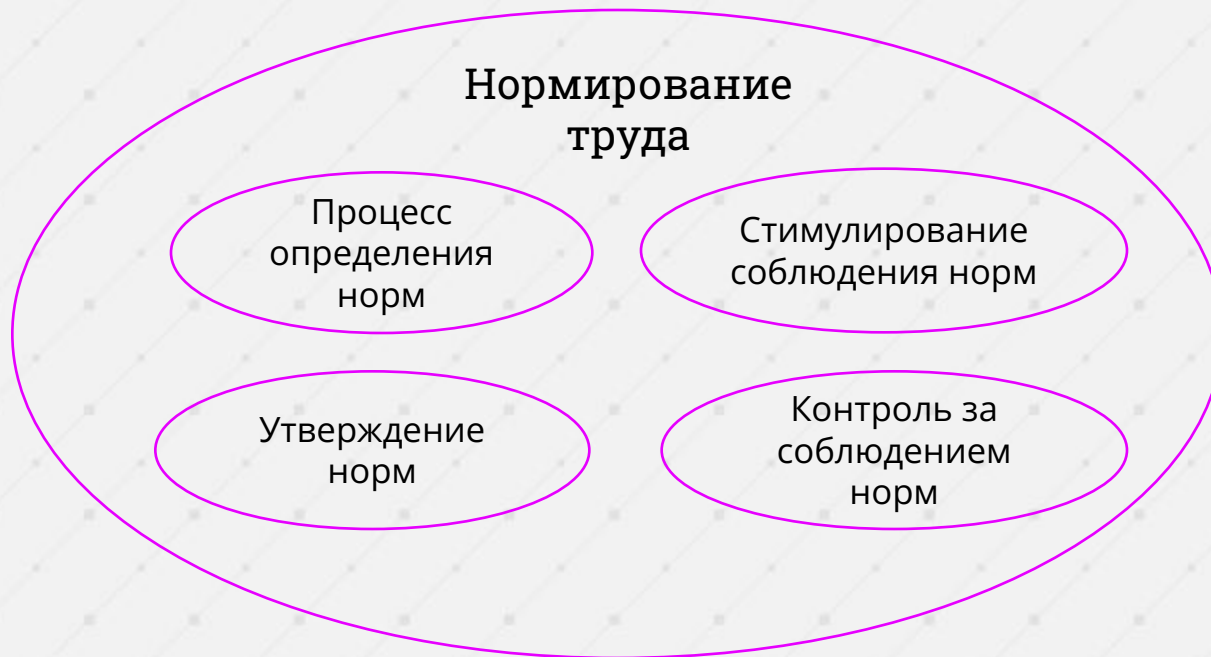 Нормирование
труда
Процесс
определения
норм
Стимулирование
соблюдения норм
Утверждение
норм
Контроль за
соблюдением
норм